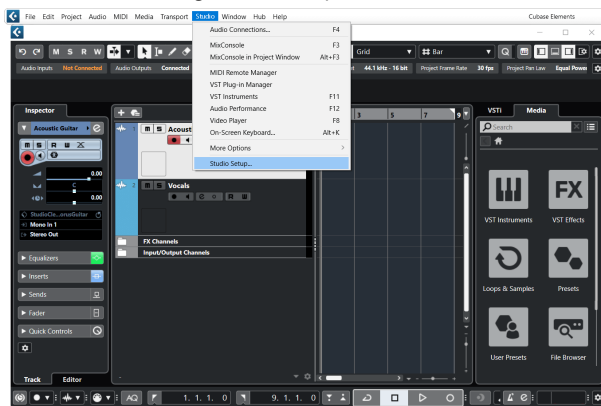 File Edit Project Audio MIDI Media Transport Studio Window Hub Help Cubase Elements
Audio Connections... F4
MixConsole F3
MixConsole in Project Window Alt+F3
MIDI Remote Manager
VST Plug-in Manager
VST Instruments F11
Audio Performance F12
Video Player F8
On-Screen Keyboard... Alt+K
More Options
Studio Setup...
M S R W
Grid
Bar
Q
Audio Inputs Not Connected Audio Outputs Connected
44.1 kHz - 16 bit Project Frame Rate 30 fps Project Pan Law Equal Power
Inspector
Acoustic Guitar
M S R W
0.00
C
0.00
Mono In 1
Stereo Out
Equalizers
Inserts
Sends
Fader
Quick Controls
Track Editor
1 M S Acoust
2 M S Vocals
R W
FX Channels
Input/Output Channels
3 5 7 9
VSTi Media
Search
VST Instruments
FX
VST Effects
Loops & Samples
Presets
User Presets
File Browser
AQ
1. 1. 1. 0
9. 1. 1. 0